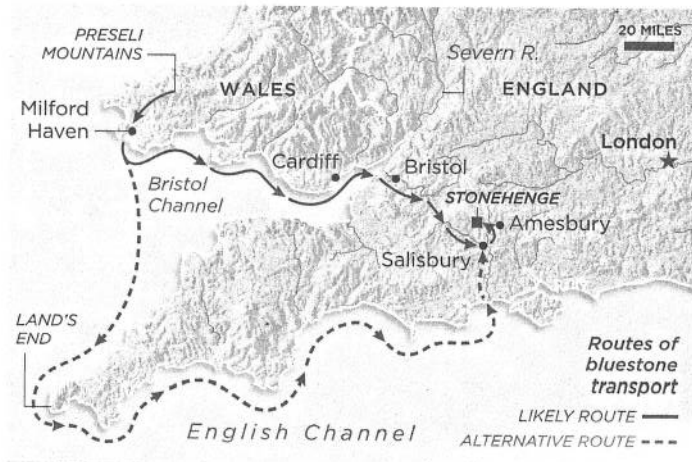 PRESELI
MOUNTAINS
20 MILES
Severn R.
WALES
ENGLAND
Milford
Haven
London
Cardiff
Bristol
Bristol
Channel
STONEHENGE
Amesbury
Salisbury
LAND'S
END
Routes of
bluestone
transport
LIKELY ROUTE
English Channel
ALTERNATIVE ROUTE